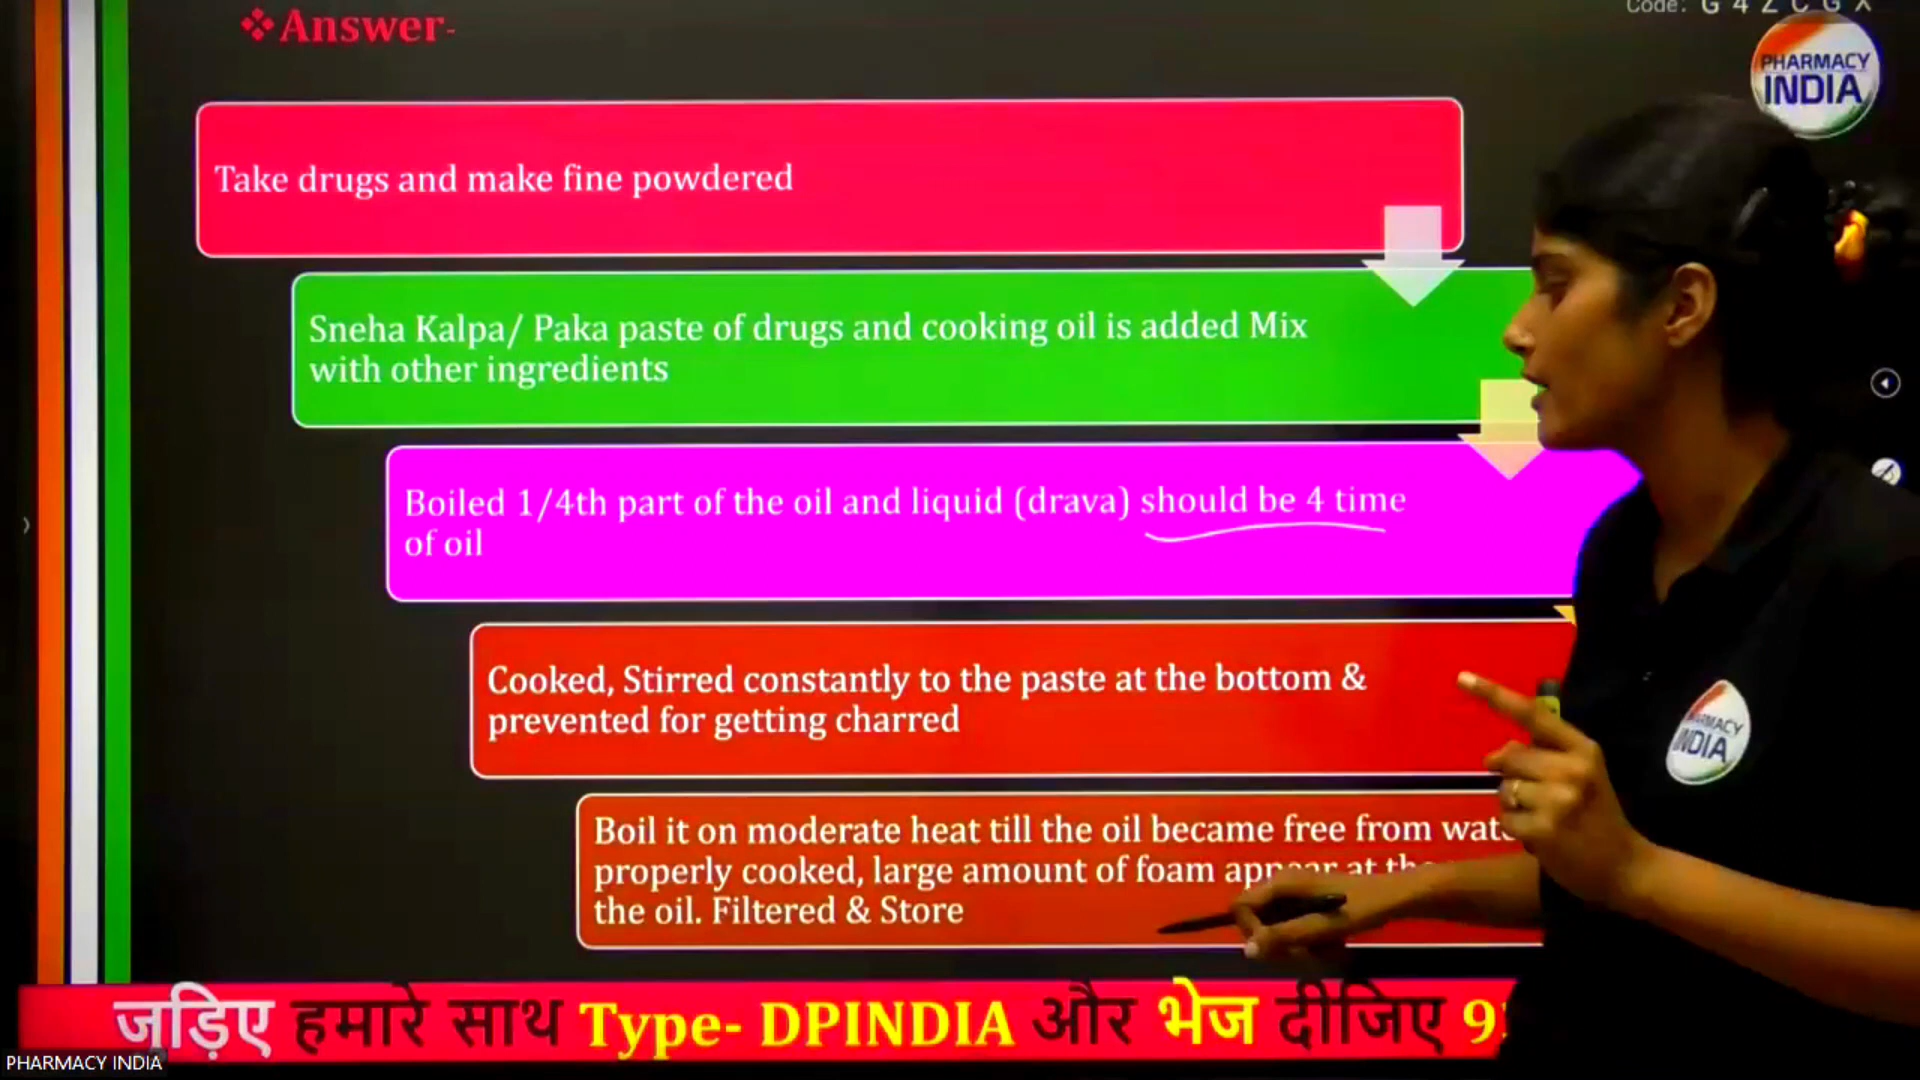 Code: G 4 Z C G X
❖Answer-
PHARMACY
INDIA
Take drugs and make fine powdered
Sneha Kalpa/ Paka paste of drugs and cooking oil is added Mix
with other ingredients
Boiled 1/4th part of the oil and liquid (drava) should be 4 time
of oil
Cooked, Stirred constantly to the paste at the bottom &
prevented for getting charred
PHARMACY
INDIA
Boil it on moderate heat till the oil became free from
properly cooked, large amount of foam appear at
the oil. Filtered & Store
जुड़िए हमारे साथ Type- DPINDIA और भेज दीजिए
PHARMACY INDIA